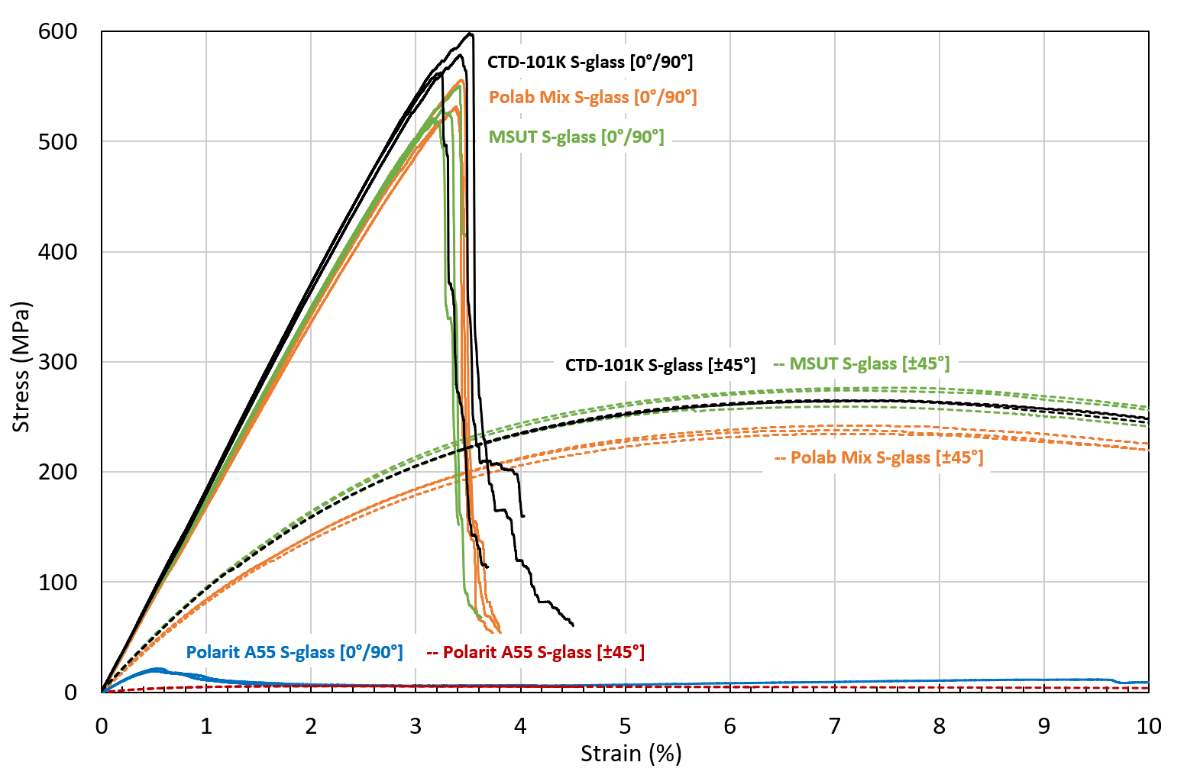 600
500
400
300
200
100
0
Stress (MPa)
CTD-101K S-glass [0°/90°]
Polab Mix S-glass [0°/90°]
MSUT S-glass [0°/90°]
CTD-101K S-glass [±45°] -- MSUT S-glass [±45°]
-- Polab Mix S-glass [±45°]
Polarit A55 S-glass [0°/90°] -- Polarit A55 S-glass [±45°]
0 1 2 3 4 5 6 7 8 9 10
Strain (%)